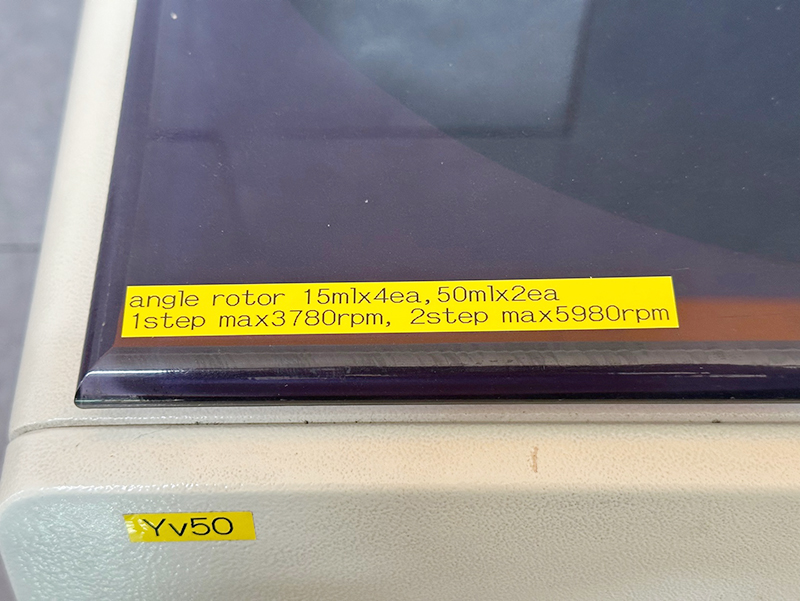 angle rotor 15mlx4ea,50mlx2ea
1step max3780rpm, 2step max5980rpm
Yv50